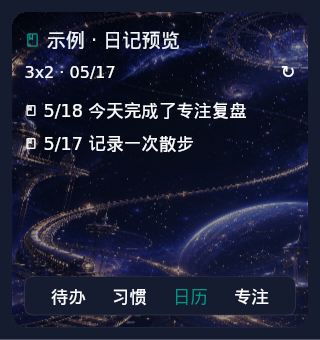 示例 · 日记预览
3x2 · 05/17 ↻
5/18 今天完成了专注复盘
5/17 记录一次散步
待办 习惯 日历 专注